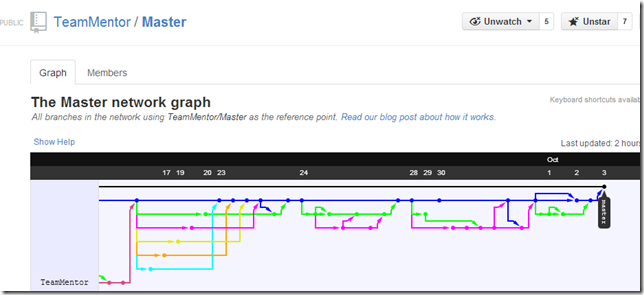 PUBLIC TeamMentor / Master Unwatch 5 Unstar 7
Graph Members
The Master network graph
Keyboard shortcuts availa
All branches in the network using TeamMentor/Master as the reference point. Read our blog post about how it works.
Show Help
Last updated: 2 hours
Oct
17 19 20 23 24 28 29 30 1 2 3
master
TeamMentor